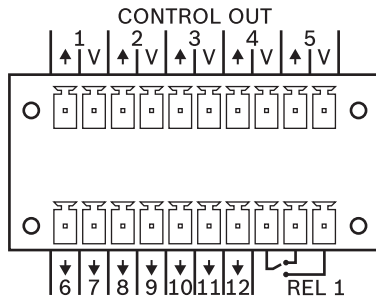 CONTROL OUT
1 2 3 4 5
V V V V V
6 7 8 9 10 11 12 REL 1